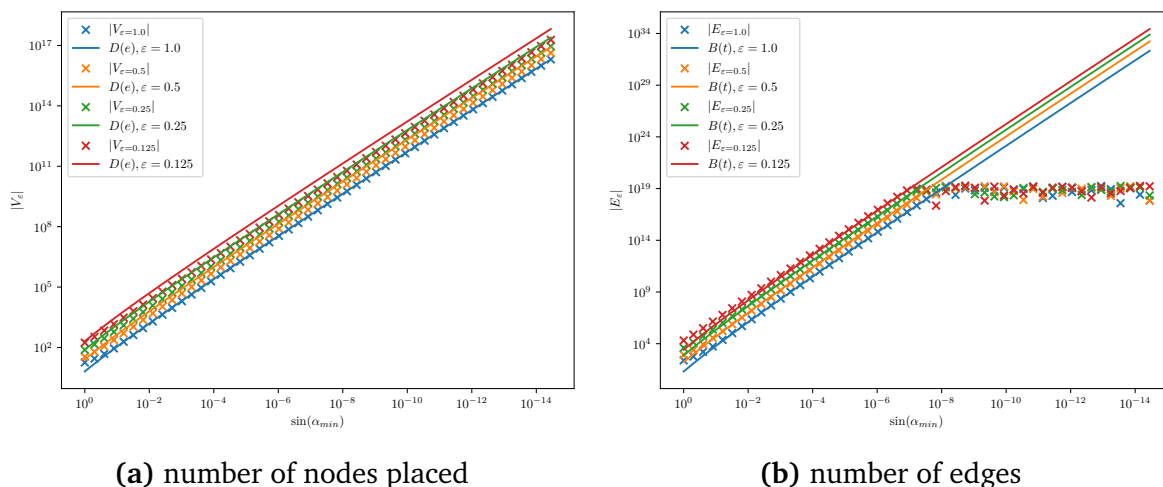 |V_{ε=1.0}|
D(e), ε = 1.0
|V_{ε=0.5}|
D(e), ε = 0.5
|V_{ε=0.25}|
D(e), ε = 0.25
|V_{ε=0.125}|
D(e), ε = 0.125
10^{17}
10^{14}
10^{11}
10^{8}
10^{5}
10^{2}
|V_ε|
10^{0} 10^{-2} 10^{-4} 10^{-6} 10^{-8} 10^{-10} 10^{-12} 10^{-14}
sin(α_{min})
(a) number of nodes placed
|E_{ε=1.0}|
B(t), ε = 1.0
|E_{ε=0.5}|
B(t), ε = 0.5
|E_{ε=0.25}|
B(t), ε = 0.25
|E_{ε=0.125}|
B(t), ε = 0.125
10^{34}
10^{29}
10^{24}
10^{19}
10^{14}
10^{9}
10^{4}
|E_ε|
10^{0} 10^{-2} 10^{-4} 10^{-6} 10^{-8} 10^{-10} 10^{-12} 10^{-14}
sin(α_{min})
(b) number of edges